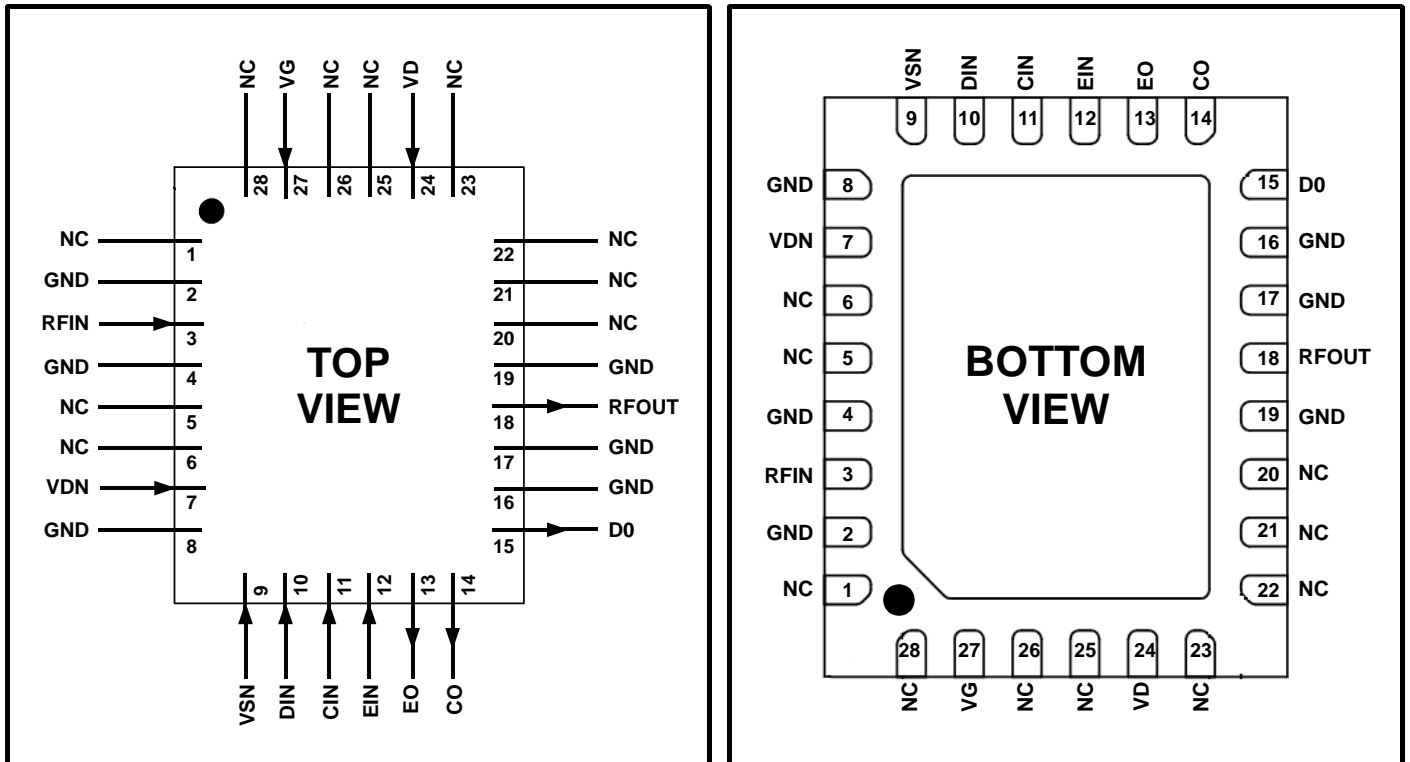 NC VG NC NC VD NC
28 27 26 25 24 23
NC 1
GND 2
RFIN 3
GND 4
NC 5
NC 6
VDN 7
GND 8
TOP
VIEW
22 NC
21 NC
20 NC
19 GND
18 RFOUT
17 GND
16 GND
15 D0
9 10 11 12 13 14
VSN DIN CIN EIN EO CO
VSN DIN CIN EIN EO CO
9 10 11 12 13 14
GND 8
VDN 7
NC 6
NC 5
GND 4
RFIN 3
GND 2
NC 1
BOTTOM
VIEW
15 D0
16 GND
17 GND
18 RFOUT
19 GND
20 NC
21 NC
22 NC
28 27 26 25 24 23
NC VG NC NC VD NC